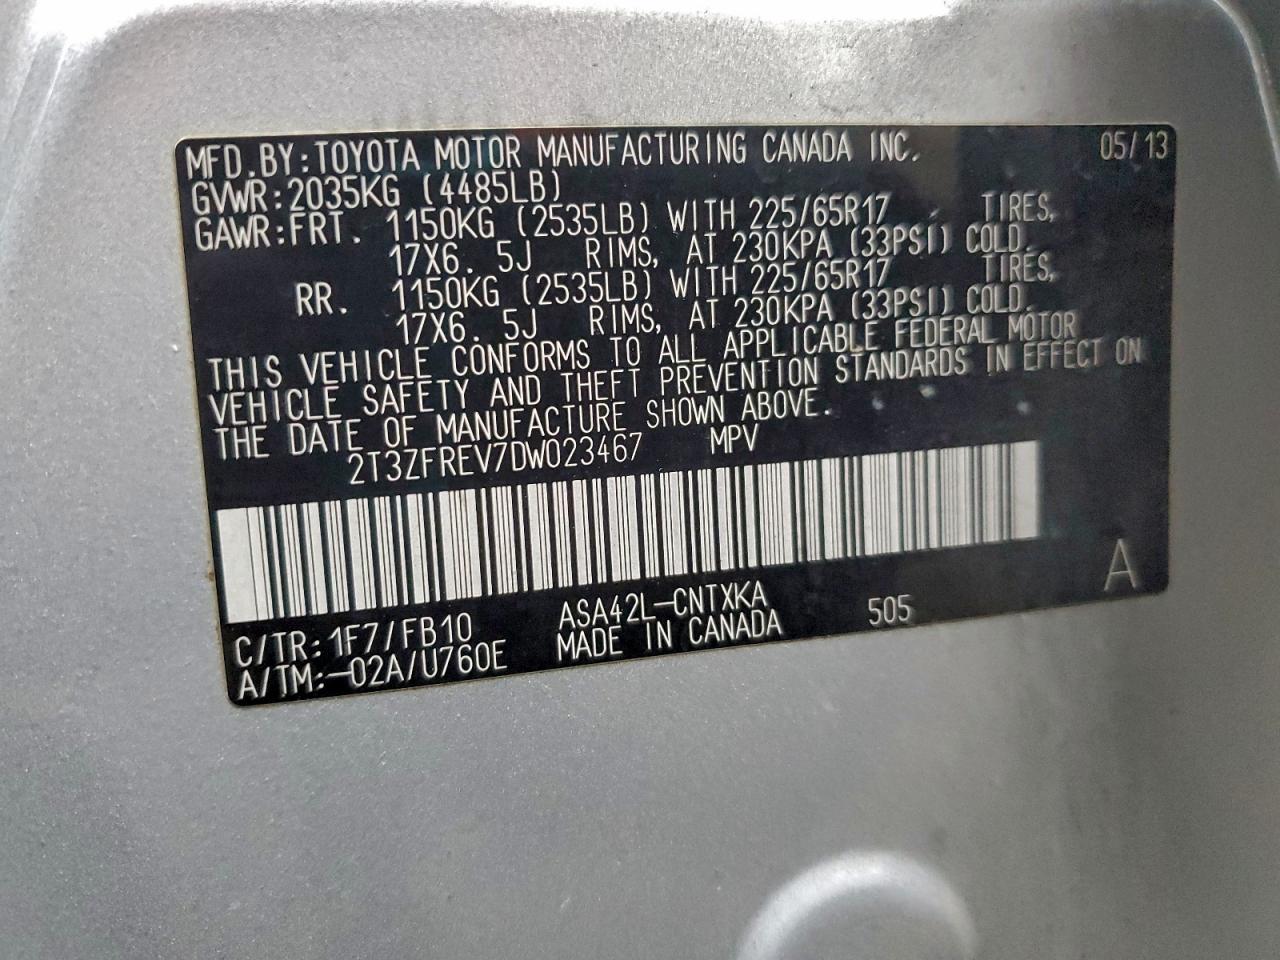 MFD.BY:TOYOTA MOTOR MANUFACTURING CANADA INC. 05/13
GVWR:2035KG (4485LB)
GAWR:FRT. 1150KG (2535LB) WITH 225/65R17 TIRES,
17X6.5J RIMS, AT 230KPA (33PSI) COLD.
RR. 1150KG (2535LB) WITH 225/65R17 TIRES,
17X6.5J RIMS, AT 230KPA (33PSI) COLD.
THIS VEHICLE CONFORMS TO ALL APPLICABLE FEDERAL MOTOR
VEHICLE SAFETY AND THEFT PREVENTION STANDARDS IN EFFECT ON
THE DATE OF MANUFACTURE SHOWN ABOVE.
2T3ZFREV7DW023467 MPV
A
C/TR:1F7/FB10 ASA42L-CNTXKA 505
A/TM:-02A/U760E MADE IN CANADA